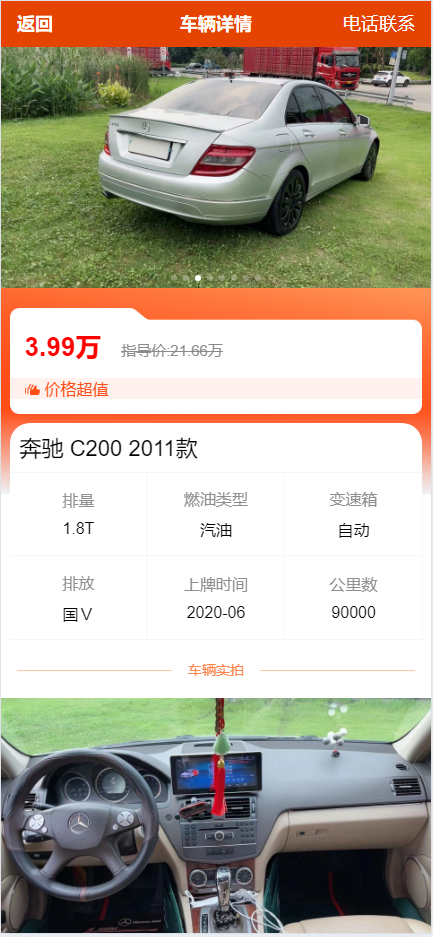 返回 车辆详情 电话联系
3.99万 指导价:21.66万
价格超值
奔驰 C200 2011款
排量 燃油类型 变速箱
1.8T 汽油 自动
排放 上牌时间 公里数
国Ⅴ 2020-06 90000
车辆实拍